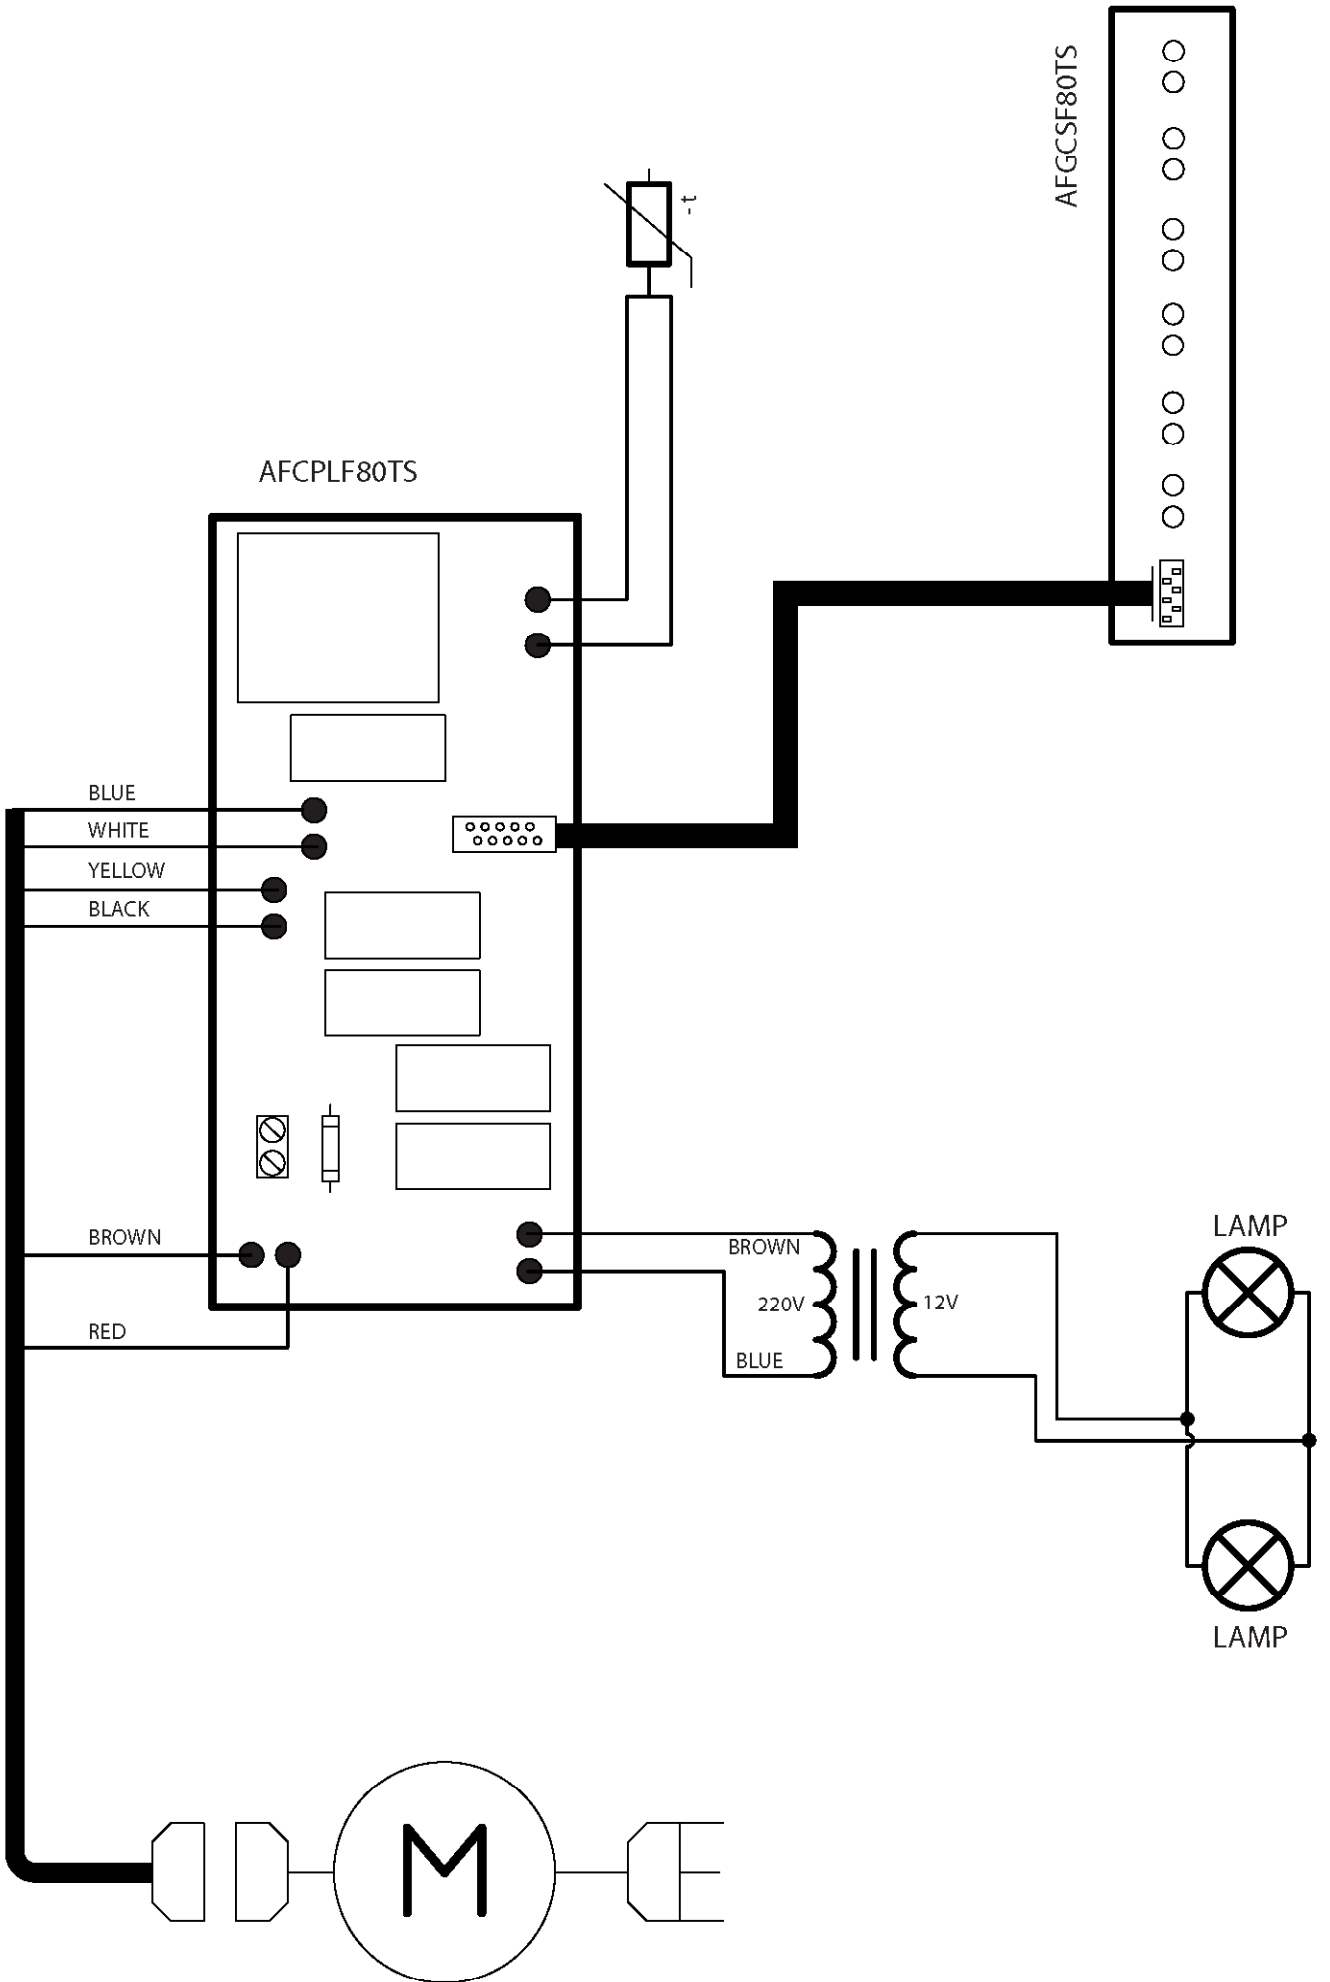 AFGCSF80TS
- t
AFCPLF80TS
BLUE
WHITE
YELLOW
BLACK
BROWN
RED
BROWN
220V
12V
BLUE
LAMP
LAMP
M